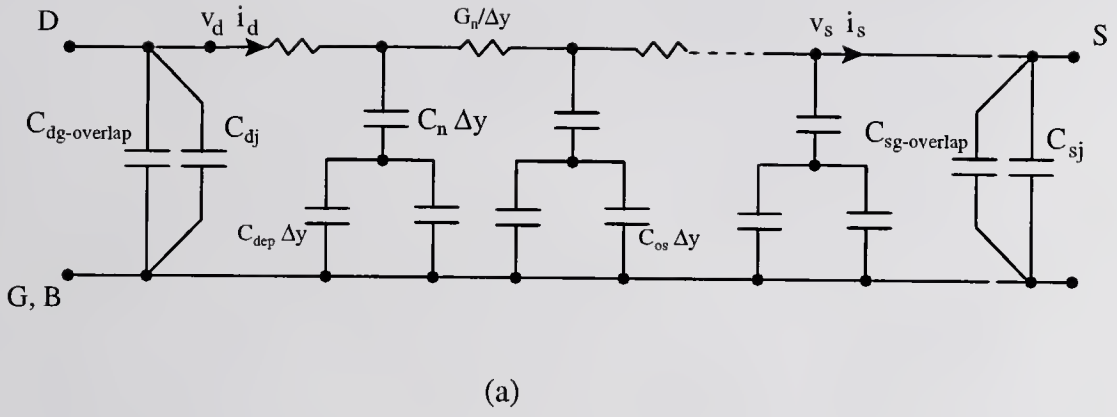 D
v_d i_d
G_n/Δy
v_s i_s
S
C_dg-overlap
C_dj
C_n Δy
C_sg-overlap
C_sj
C_dep Δy
C_os Δy
G, B
(a)